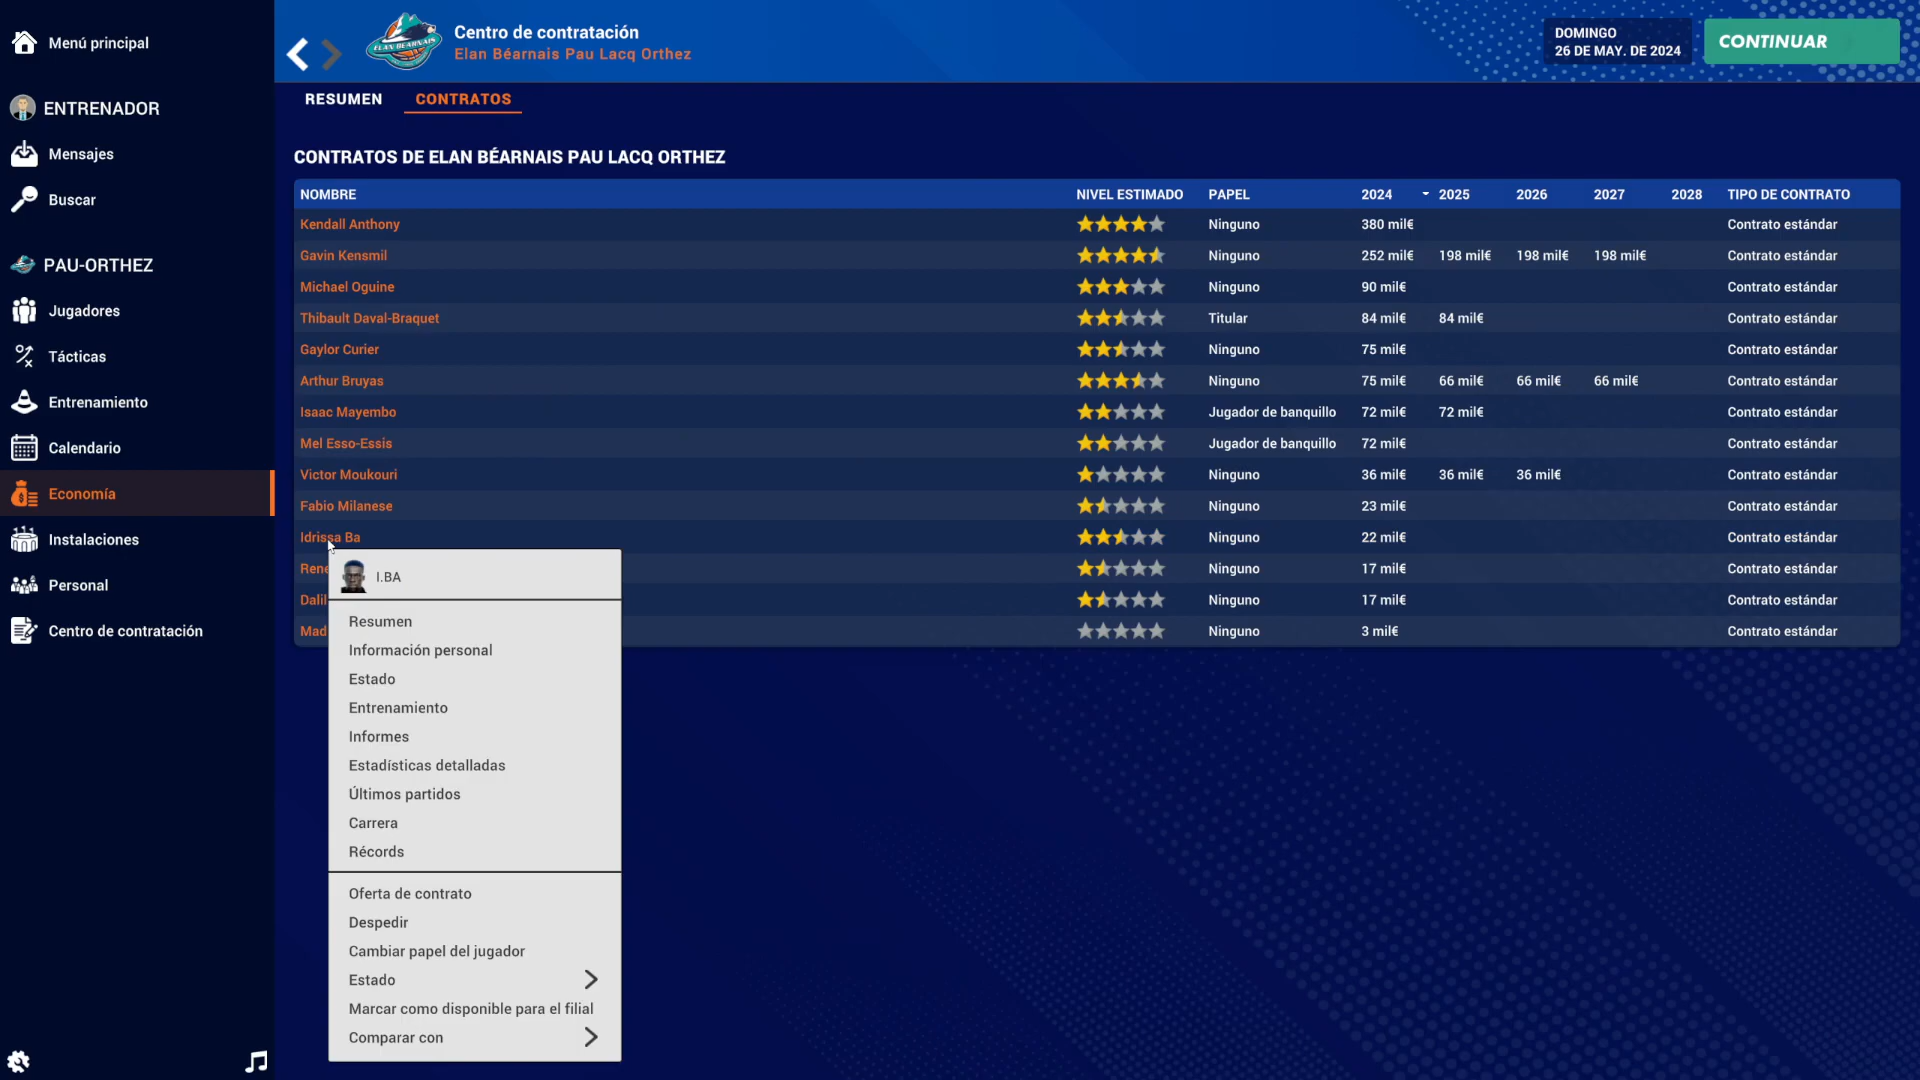 Menú principal
ENTRENADOR
Mensajes
Buscar
PAU-ORTHEZ
Jugadores
Tácticas
Entrenamiento
Calendario
Economía
Instalaciones
Personal
Centro de contratación
ELAN BÉARNAIS
Centro de contratación
Elan Béarnais Pau Lacq Orthez
DOMINGO
26 DE MAY. DE 2024
CONTINUAR
RESUMEN CONTRATOS
CONTRATOS DE ELAN BÉARNAIS PAU LACQ ORTHEZ
NOMBRE NIVEL ESTIMADO PAPEL 2024 2025 2026 2027 2028 TIPO DE CONTRATO
Kendall Anthony Ninguno 380 mil€ Contrato estándar
Gavin Kensmil Ninguno 252 mil€ 198 mil€ 198 mil€ 198 mil€ Contrato estándar
Michael Oguine Ninguno 90 mil€ Contrato estándar
Thibault Daval-Braquet Titular 84 mil€ 84 mil€ Contrato estándar
Gaylor Curier Ninguno 75 mil€ Contrato estándar
Arthur Bruyas Ninguno 75 mil€ 66 mil€ 66 mil€ 66 mil€ Contrato estándar
Isaac Mayembo Jugador de banquillo 72 mil€ 72 mil€ Contrato estándar
Mel Esso-Essis Jugador de banquillo 72 mil€ Contrato estándar
Victor Moukouri Ninguno 36 mil€ 36 mil€ 36 mil€ Contrato estándar
Fabio Milanese Ninguno 23 mil€ Contrato estándar
Idrissa Ba Ninguno 22 mil€ Contrato estándar
Rene Ninguno 17 mil€ Contrato estándar
Dalil Ninguno 17 mil€ Contrato estándar
Mad Ninguno 3 mil€ Contrato estándar
I.BA
Resumen
Información personal
Estado
Entrenamiento
Informes
Estadísticas detalladas
Últimos partidos
Carrera
Récords
Oferta de contrato
Despedir
Cambiar papel del jugador
Estado
Marcar como disponible para el filial
Comparar con